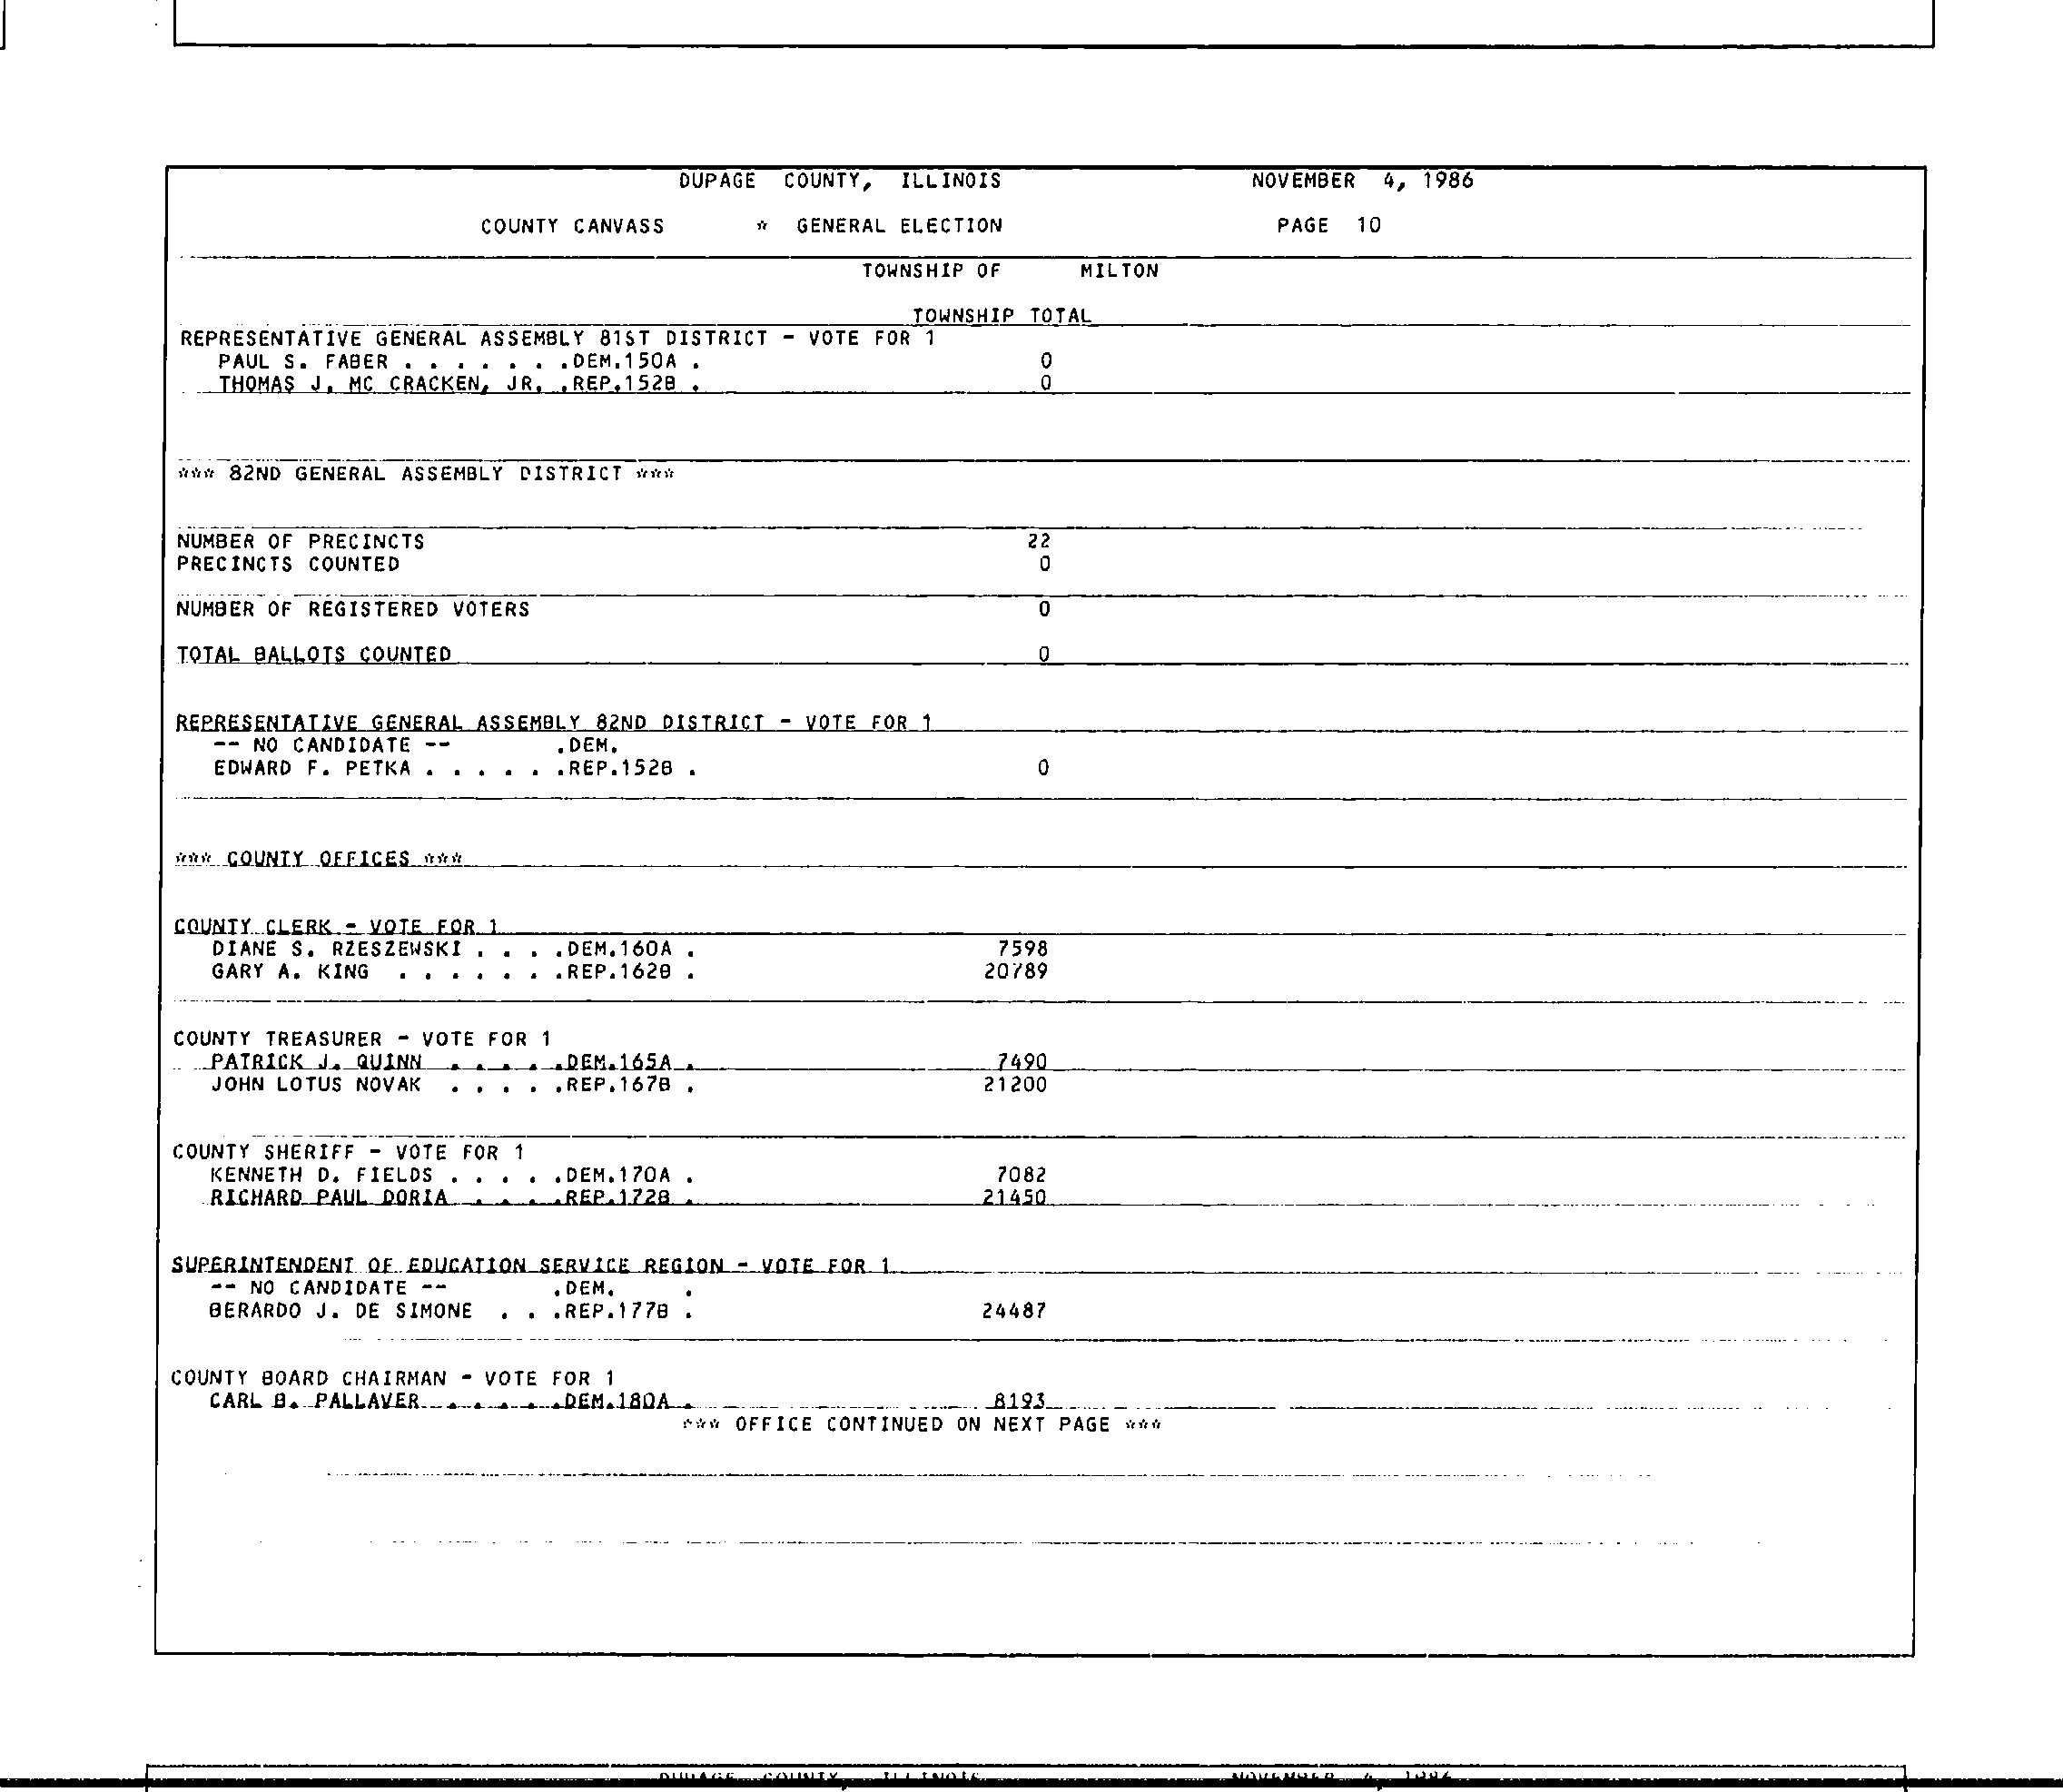 DUPAGE COUNTY, ILLINOIS NOVEMBER 4, 1986
COUNTY CANVASS * GENERAL ELECTION PAGE 10
TOWNSHIP OF MILTON
TOWNSHIP TOTAL
REPRESENTATIVE GENERAL ASSEMBLY 81ST DISTRICT - VOTE FOR 1
PAUL S. FABER . . . . . . .DEM.150A . 0
THOMAS J. MC CRACKEN, JR. .REP.152B . 0
*** 82ND GENERAL ASSEMBLY DISTRICT ***
NUMBER OF PRECINCTS 22
PRECINCTS COUNTED 0
NUMBER OF REGISTERED VOTERS 0
TOTAL BALLOTS COUNTED 0
REPRESENTATIVE GENERAL ASSEMBLY 82ND DISTRICT - VOTE FOR 1
-- NO CANDIDATE -- .DEM.
EDWARD F. PETKA . . . . . .REP.152B . 0
*** COUNTY OFFICES ***
COUNTY CLERK - VOTE FOR 1
DIANE S. RZESZEWSKI . . . .DEM.160A . 7598
GARY A. KING . . . . . . .REP.162B . 20789
COUNTY TREASURER - VOTE FOR 1
PATRICK J. QUINN . . . . .DEM.165A . 7490
JOHN LOTUS NOVAK . . . . .REP.167B . 21200
COUNTY SHERIFF - VOTE FOR 1
KENNETH D. FIELDS . . . . .DEM.170A . 7082
RICHARD PAUL DORIA . . . .REP.172B . 21450
SUPERINTENDENT OF EDUCATION SERVICE REGION - VOTE FOR 1
-- NO CANDIDATE -- .DEM. .
BERARDO J. DE SIMONE . . .REP.177B . 24487
COUNTY BOARD CHAIRMAN - VOTE FOR 1
CARL B. PALLAVER . . . . .DEM.180A . 8193
*** OFFICE CONTINUED ON NEXT PAGE ***
DUPAGE COUNTY, ILLINOIS NOVEMBER 4, 1986